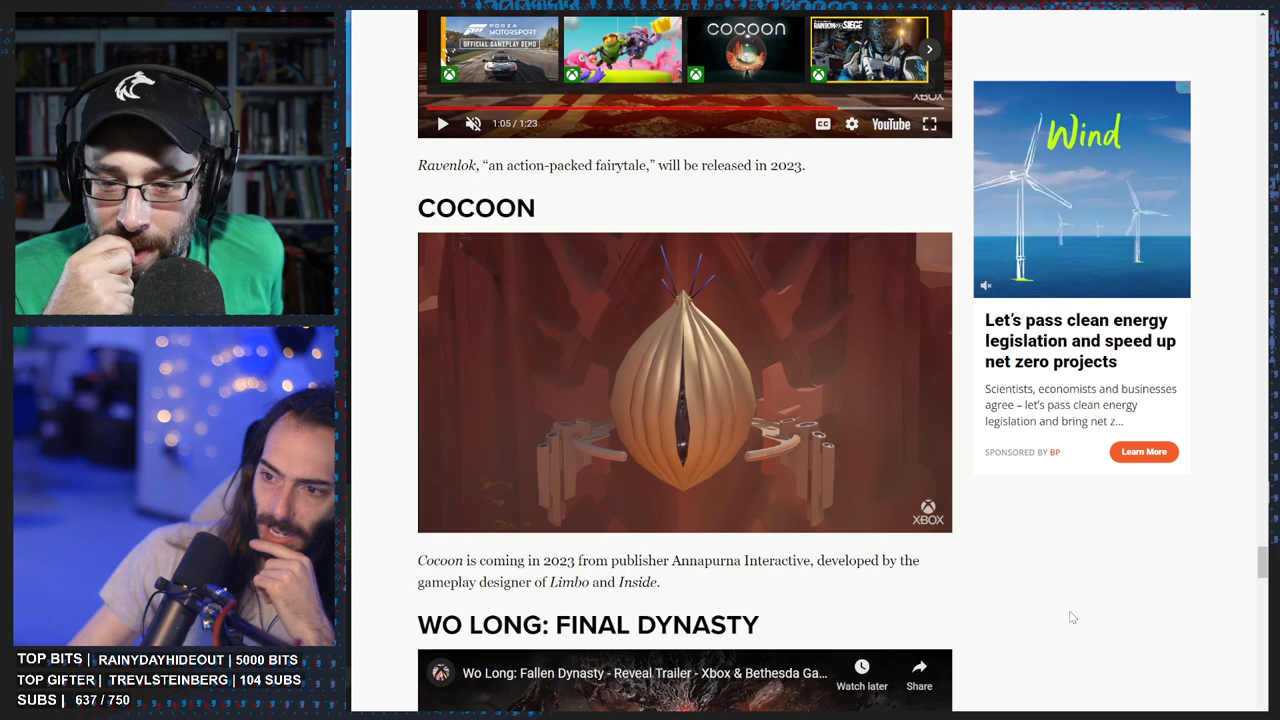 FORZA
MOTORSPORT
OFFICIAL GAMEPLAY DEMO
COCOON
RAINBOW SIEGE
XBOX
1:05 / 1:23
CC
YouTube
Ravenlok, “an action-packed fairytale,” will be released in 2023.
COCOON
XBOX
Cocoon is coming in 2023 from publisher Annapurna Interactive, developed by the
gameplay designer of Limbo and Inside.
WO LONG: FINAL DYNASTY
Wo Long: Fallen Dynasty - Reveal Trailer - Xbox & Bethesda Ga...
Watch later
Share
Wind
Let’s pass clean energy
legislation and speed up
net zero projects
Scientists, economists and businesses
agree – let’s pass clean energy
legislation and bring net z...
SPONSORED BY BP
Learn More
TOP BITS | RAINYDAYHIDEOUT | 5000 BITS
TOP GIFTER | TREVLSTEINBERG | 104 SUBS
SUBS | 637 / 750